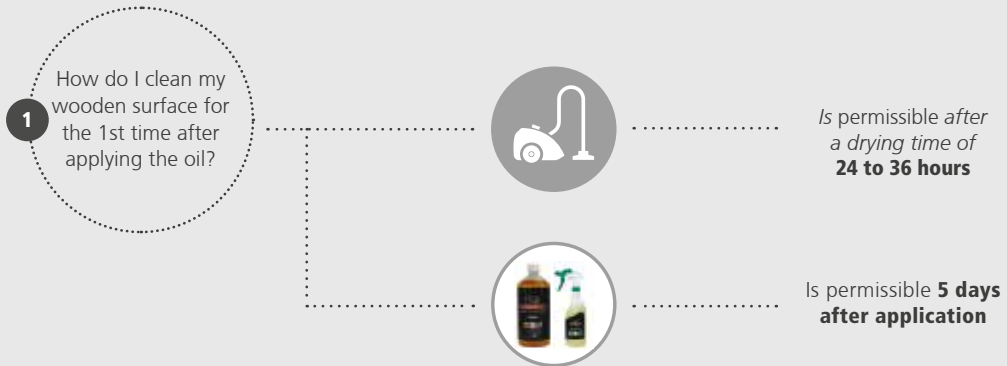 1
How do I clean my
wooden surface for
the 1st time after
applying the oil?
Is permissible after
a drying time of
24 to 36 hours
Is permissible 5 days
after application